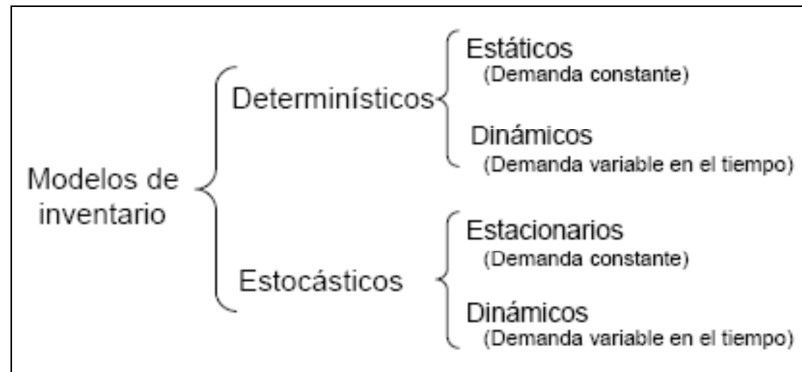 Modelos de
inventario
Determinísticos
Estáticos
(Demanda constante)
Dinámicos
(Demanda variable en el tiempo)
Estocásticos
Estacionarios
(Demanda constante)
Dinámicos
(Demanda variable en el tiempo)